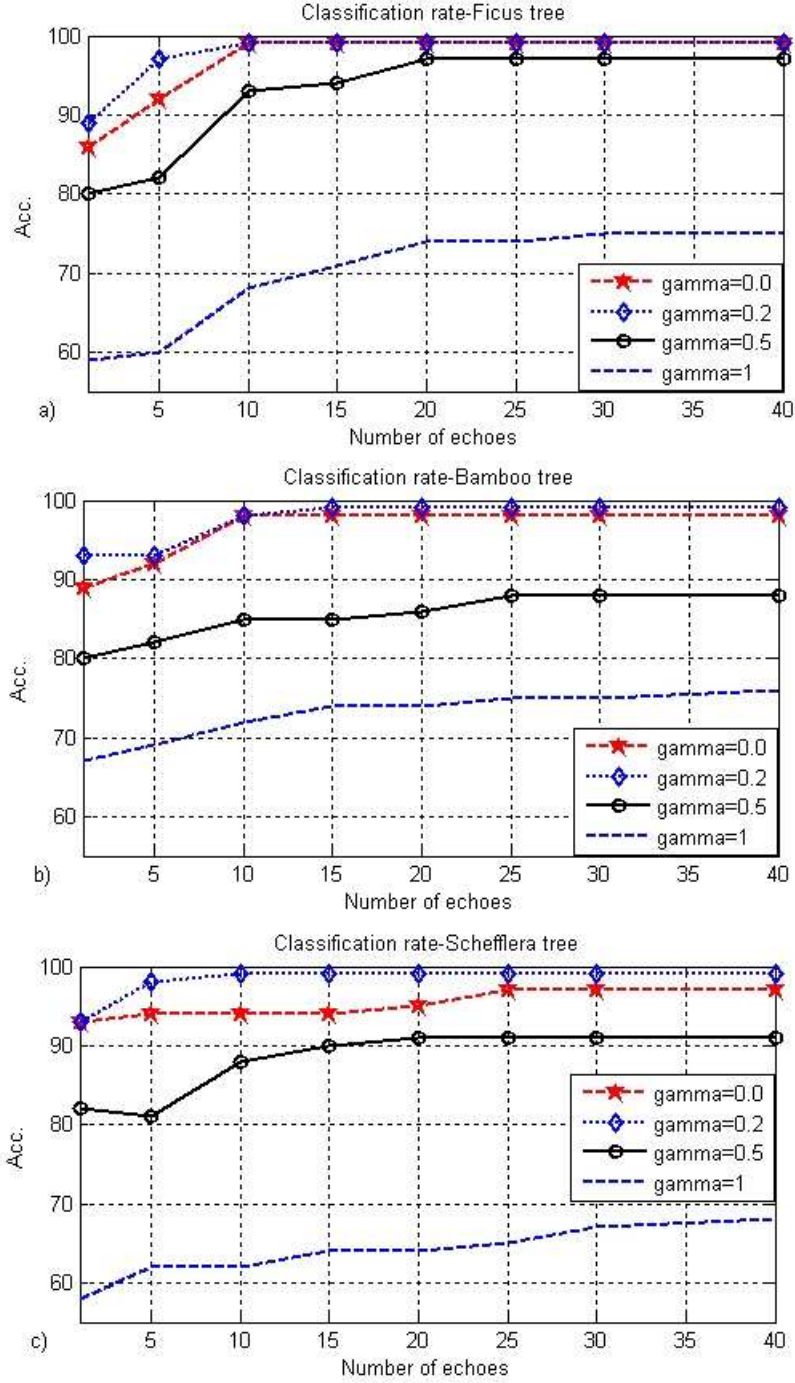 Classification rate-Ficus tree
100
90
80
70
60
Acc.
gamma=0.0
gamma=0.2
gamma=0.5
gamma=1
5 10 15 20 25 30 35 40
a)
Number of echoes
Classification rate-Bamboo tree
100
90
80
70
60
Acc.
gamma=0.0
gamma=0.2
gamma=0.5
gamma=1
5 10 15 20 25 30 35 40
b)
Number of echoes
Classification rate-Schefflera tree
100
90
80
70
60
Acc.
gamma=0.0
gamma=0.2
gamma=0.5
gamma=1
5 10 15 20 25 30 35 40
c)
Number of echoes